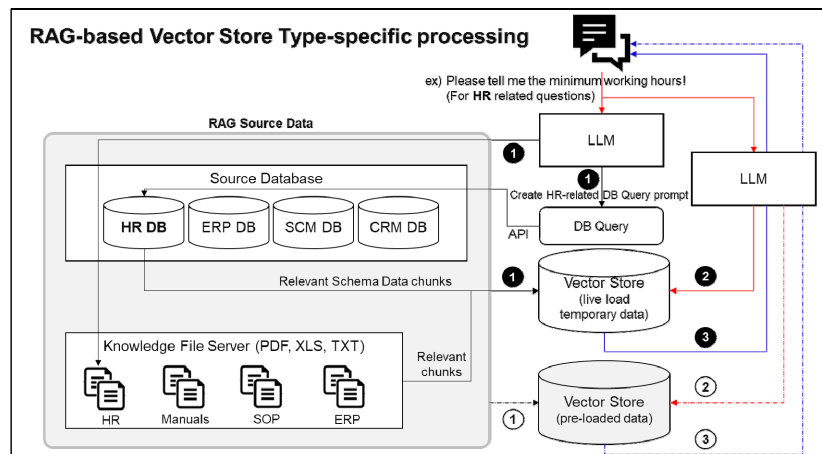 RAG-based Vector Store Type-specific processing
ex) Please tell me the minimum working hours!
(For HR related questions)
RAG Source Data
LLM
1
1
LLM
Source Database
Create HR-related DB Query prompt
HR DB
ERP DB
SCM DB
CRM DB
API
DB Query
Relevant Schema Data chunks
1
Vector Store
(live load
temporary data)
2
3
Knowledge File Server (PDF, XLS, TXT)
Relevant
chunks
HR
Manuals
SOP
ERP
1
Vector Store
(pre-loaded data)
2
3